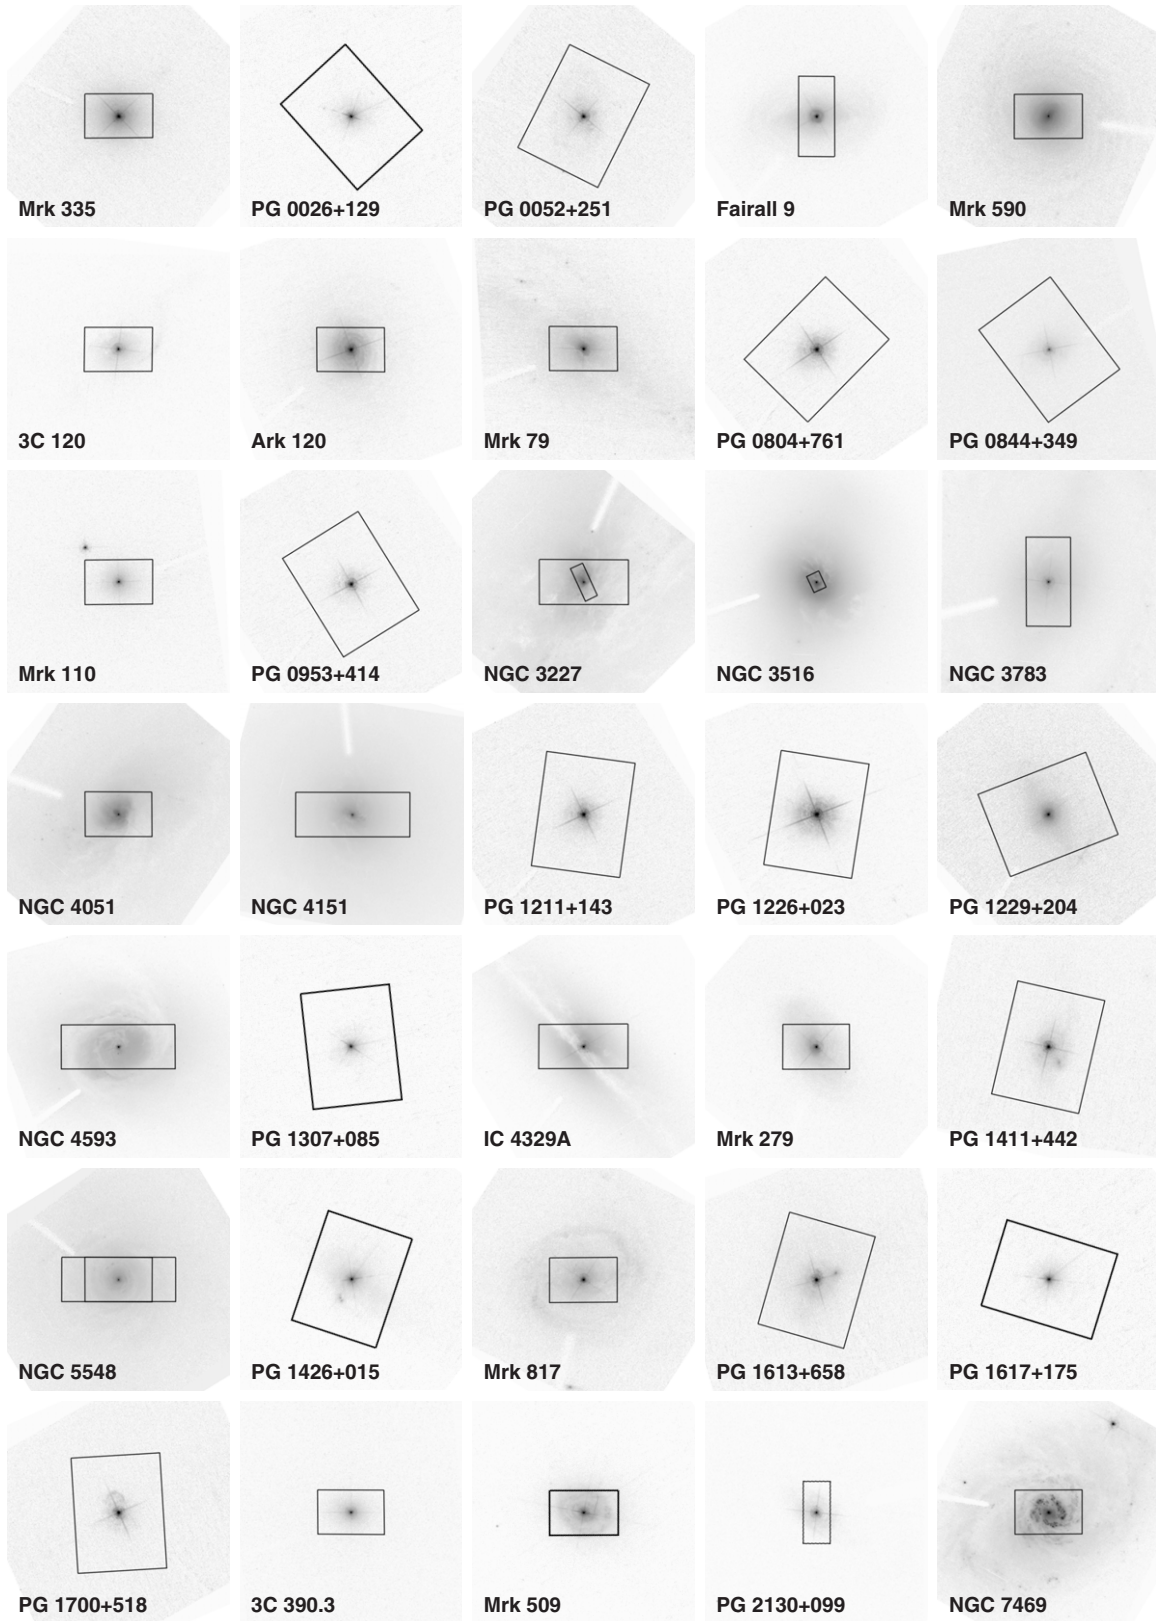 Mrk 335
PG 0026+129
PG 0052+251
Fairall 9
Mrk 590
3C 120
Ark 120
Mrk 79
PG 0804+761
PG 0844+349
Mrk 110
PG 0953+414
NGC 3227
NGC 3516
NGC 3783
NGC 4051
NGC 4151
PG 1211+143
PG 1226+023
PG 1229+204
NGC 4593
PG 1307+085
IC 4329A
Mrk 279
PG 1411+442
NGC 5548
PG 1426+015
Mrk 817
PG 1613+658
PG 1617+175
PG 1700+518
3C 390.3
Mrk 509
PG 2130+099
NGC 7469